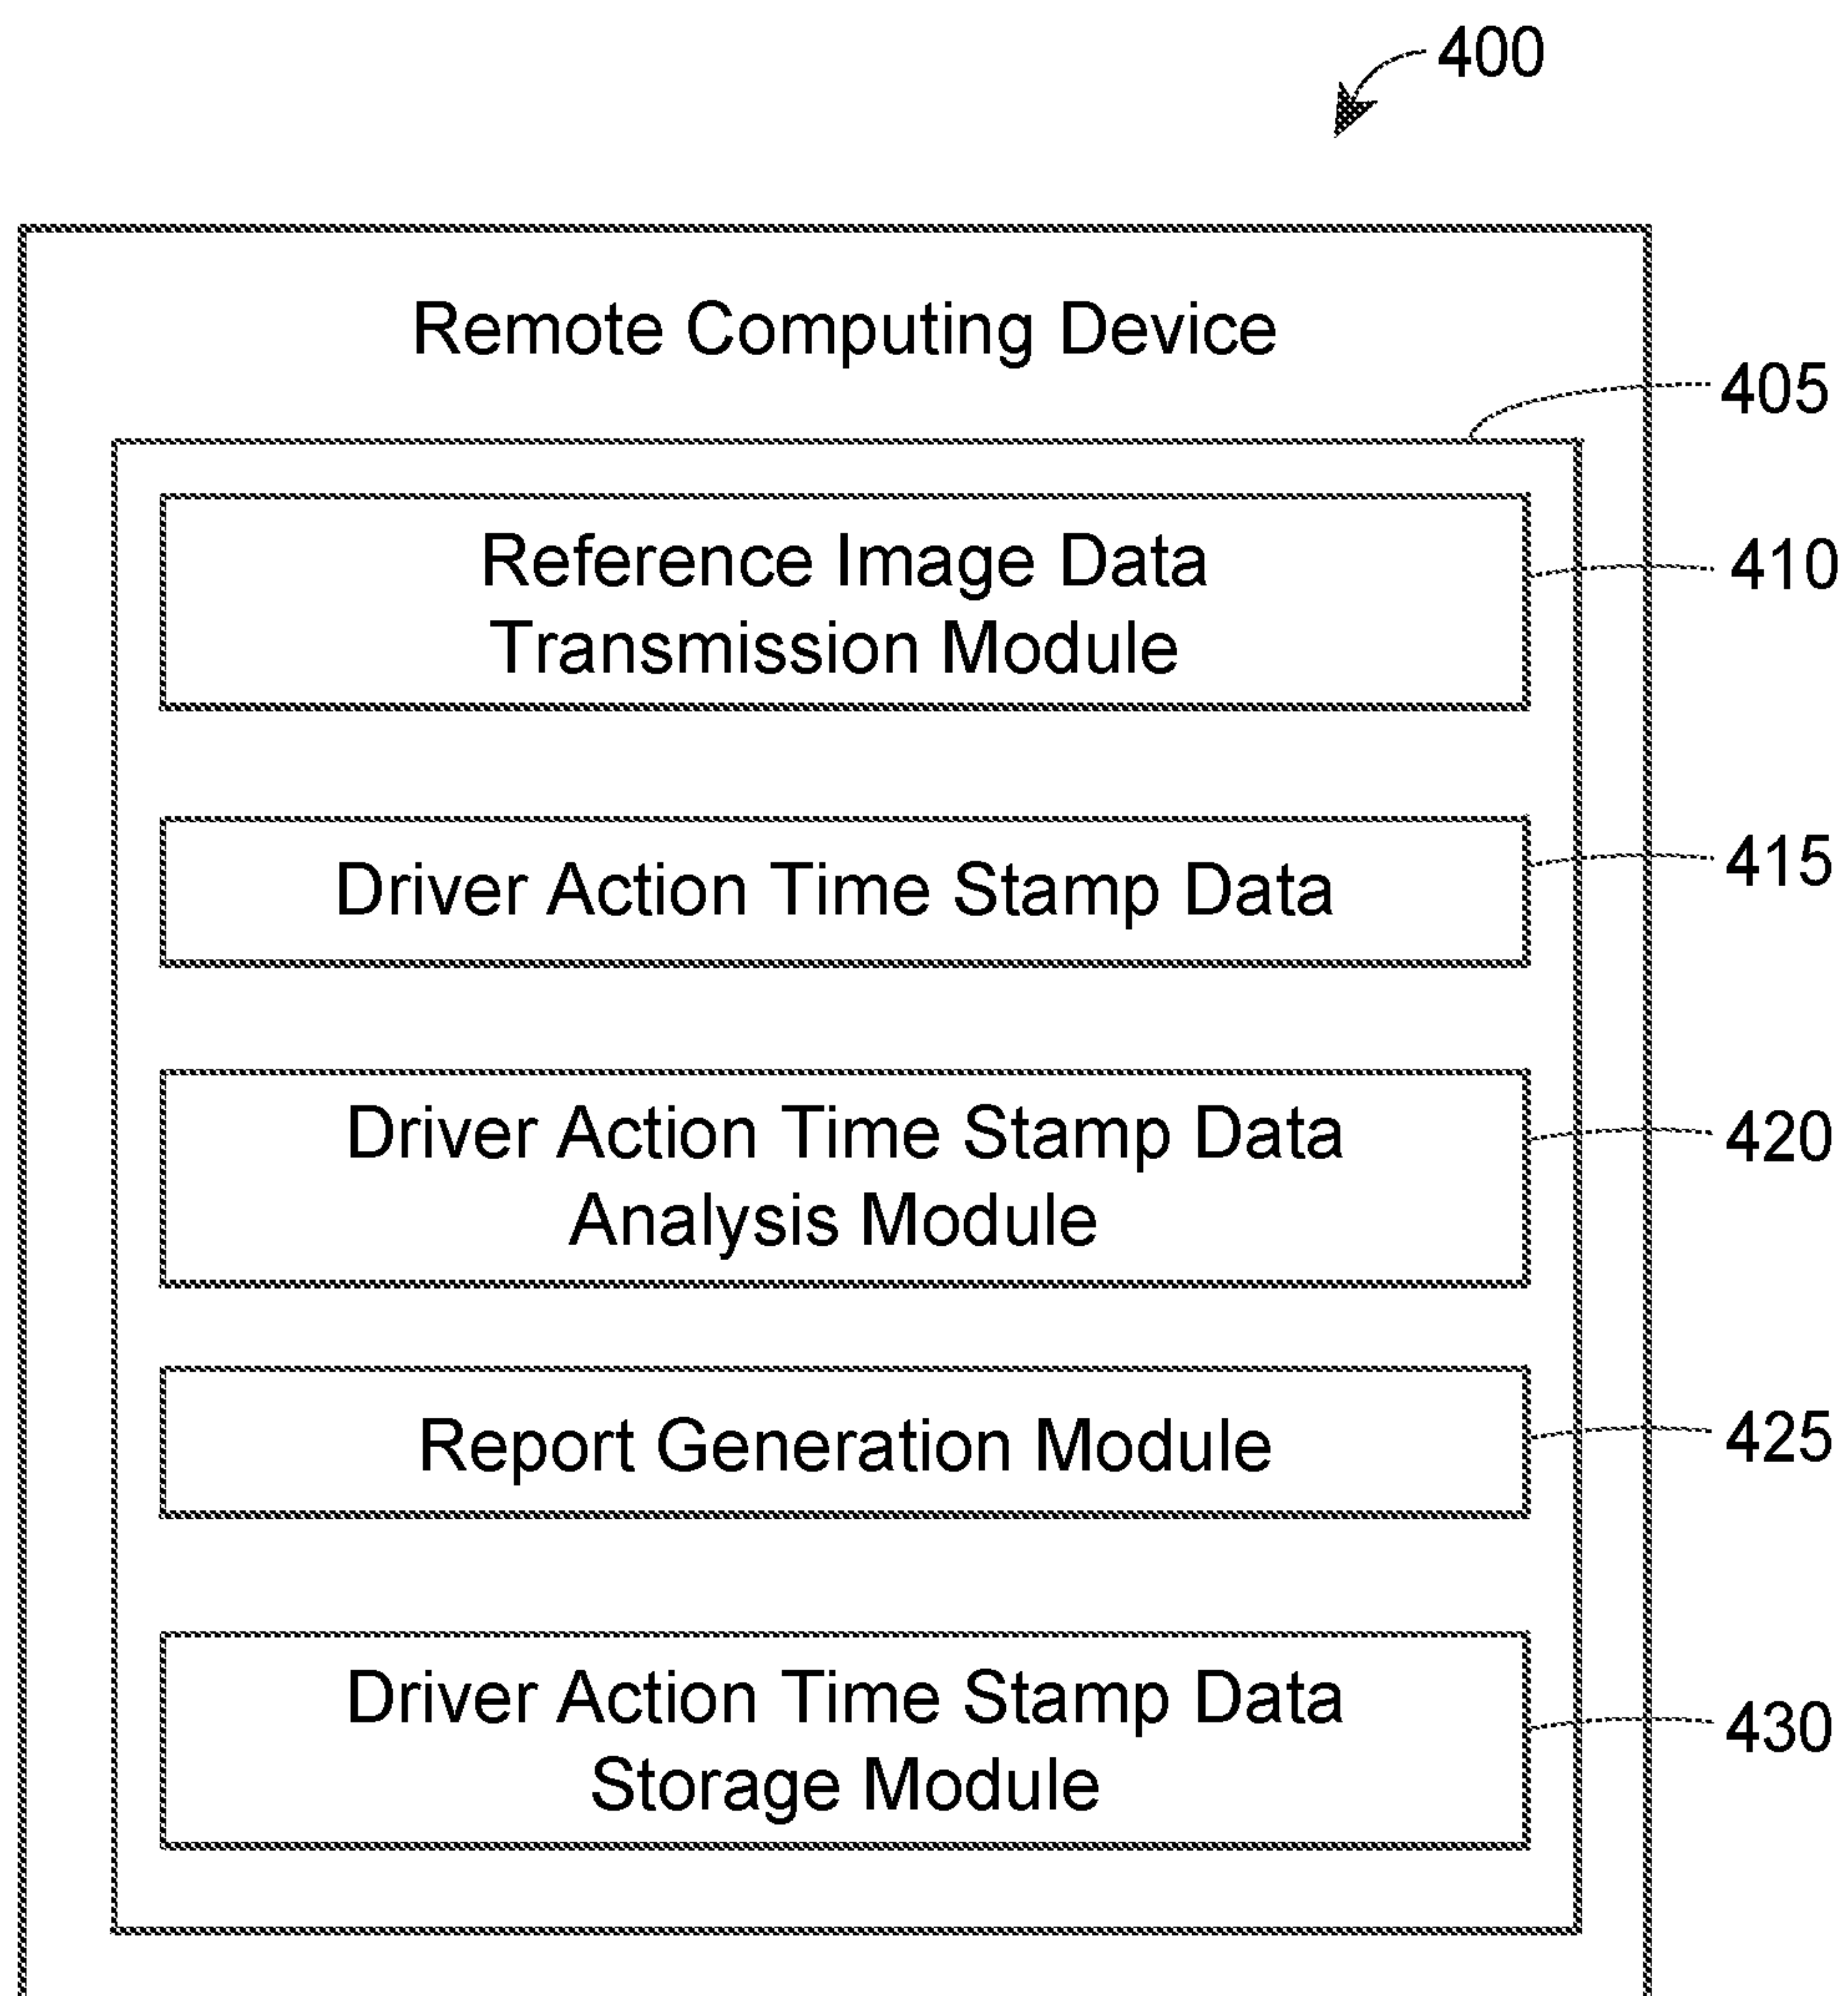 400
Remote Computing Device
405
Reference Image Data
Transmission Module
410
Driver Action Time Stamp Data
415
Driver Action Time Stamp Data
Analysis Module
420
Report Generation Module
425
Driver Action Time Stamp Data
Storage Module
430